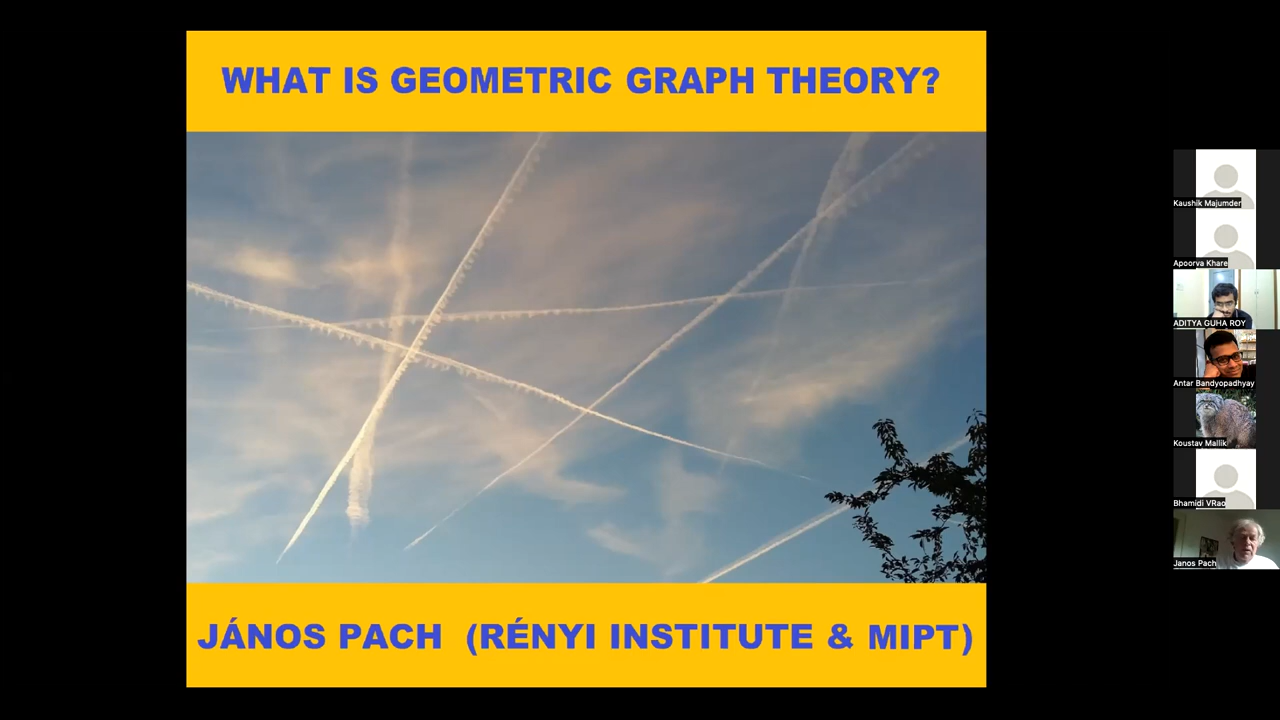 WHAT IS GEOMETRIC GRAPH THEORY?
JÁNOS PACH (RÉNYI INSTITUTE & MIPT)
Kaushik Majumder
Apoorva Khare
ADITYA GUHA ROY
Antar Bandyopadhyay
Koustav Mallik
Bhamidi VRao
Janos Pach